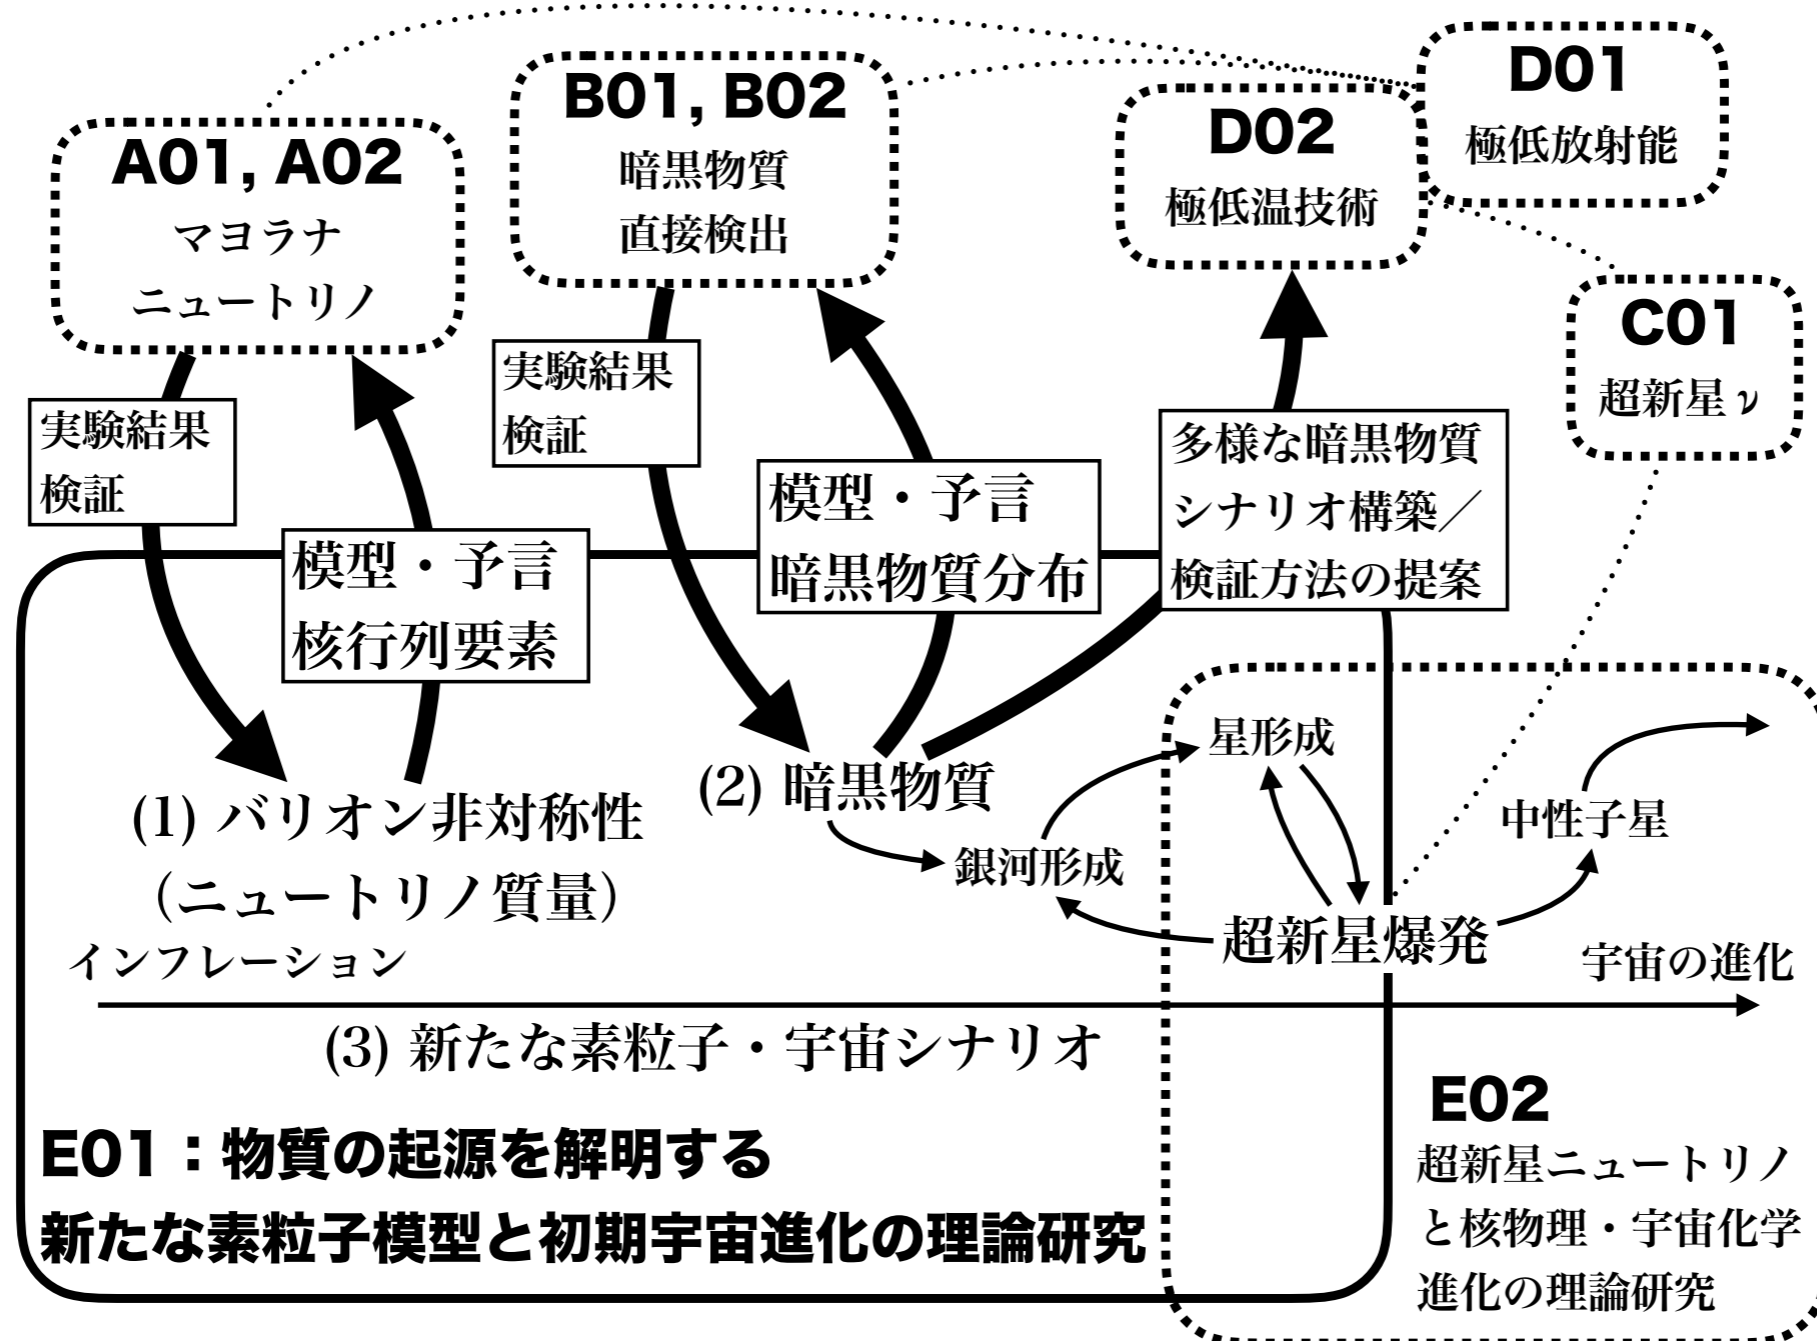 A01, A02
マヨラナ
ニュートリノ
B01, B02
暗黒物質
直接検出
D02
極低温技術
D01
極低放射能
C01
超新星 ν
実験結果
検証
模型・予言
核行列要素
実験結果
検証
模型・予言
暗黒物質分布
多様な暗黒物質
シナリオ構築／
検証方法の提案
(1) バリオン非対称性
（ニュートリノ質量）
(2) 暗黒物質
銀河形成
星形成
超新星爆発
中性子星
インフレーション
宇宙の進化
(3) 新たな素粒子・宇宙シナリオ
E01：物質の起源を解明する
新たな素粒子模型と初期宇宙進化の理論研究
E02
超新星ニュートリノ
と核物理・宇宙化学
進化の理論研究